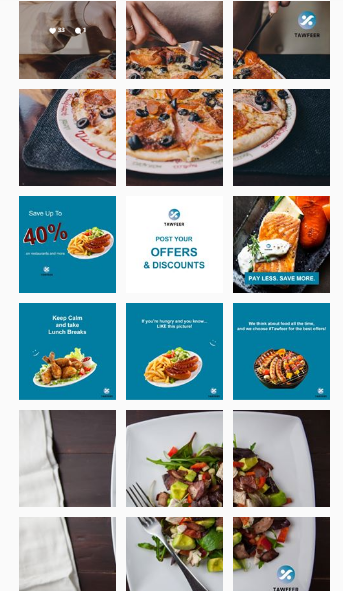 TAWFEER
Save Up To
40%
on restaurants and more
TAWFEER
POST YOUR
OFFERS
& DISCOUNTS
PAY LESS. SAVE MORE.
Keep Calm
and take
Lunch Breaks
If you're hungry and you know...
LIKE this picture!
We think about food all the time,
and we choose #Tawfeer for the best offers!
TAWFEER